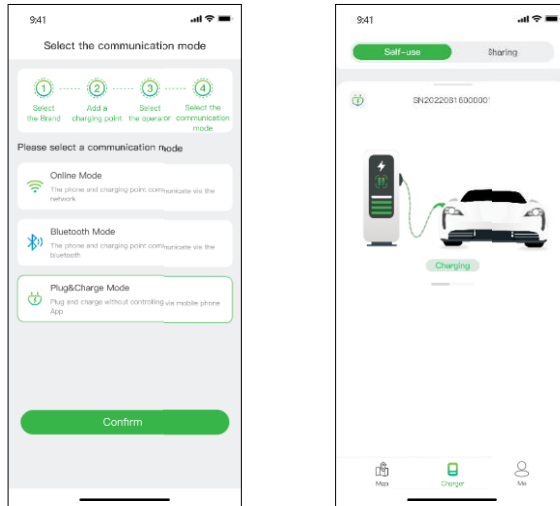 9:41
Select the communication mode
1 2 3 4
Select Add a Select Select the
the Brand charging point the operator communication
mode
Please select a communication mode
Online Mode
The phone and charging point communicate via the
network
Bluetooth Mode
The phone and charging point communicate via the
bluetooth
Plug&Charge Mode
Plug and charge without controlling via mobile phone
App
Confirm
9:41
Self-use Sharing
SN20220816000001
Charging
Map Charger Me